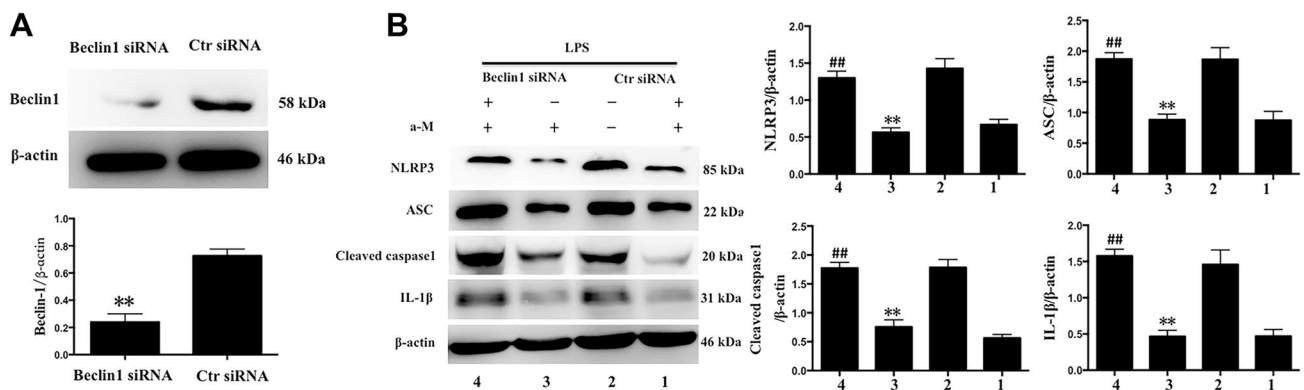 A
Beclin1 siRNA Ctr siRNA
Beclin1 58 kDa
β-actin 46 kDa
Beclin-1/β-actin
1.0
0.8
0.6
0.4
0.2
0.0
**
Beclin1 siRNA Ctr siRNA
B
LPS
Beclin1 siRNA Ctr siRNA
+ − − +
a-M + + − +
NLRP3 85 kDa
ASC 22 kDa
Cleaved caspase1 20 kDa
IL-1β 31 kDa
β-actin 46 kDa
4 3 2 1
NLRP3/β-actin
2.0
1.5
1.0
0.5
0.0
## **
4 3 2 1
ASC/β-actin
2.5
2.0
1.5
1.0
0.5
0.0
## **
4 3 2 1
Cleaved caspase1
/β-actin
2.5
2.0
1.5
1.0
0.5
0.0
## **
4 3 2 1
IL-1β/β-actin
2.0
1.5
1.0
0.5
0.0
## **
4 3 2 1